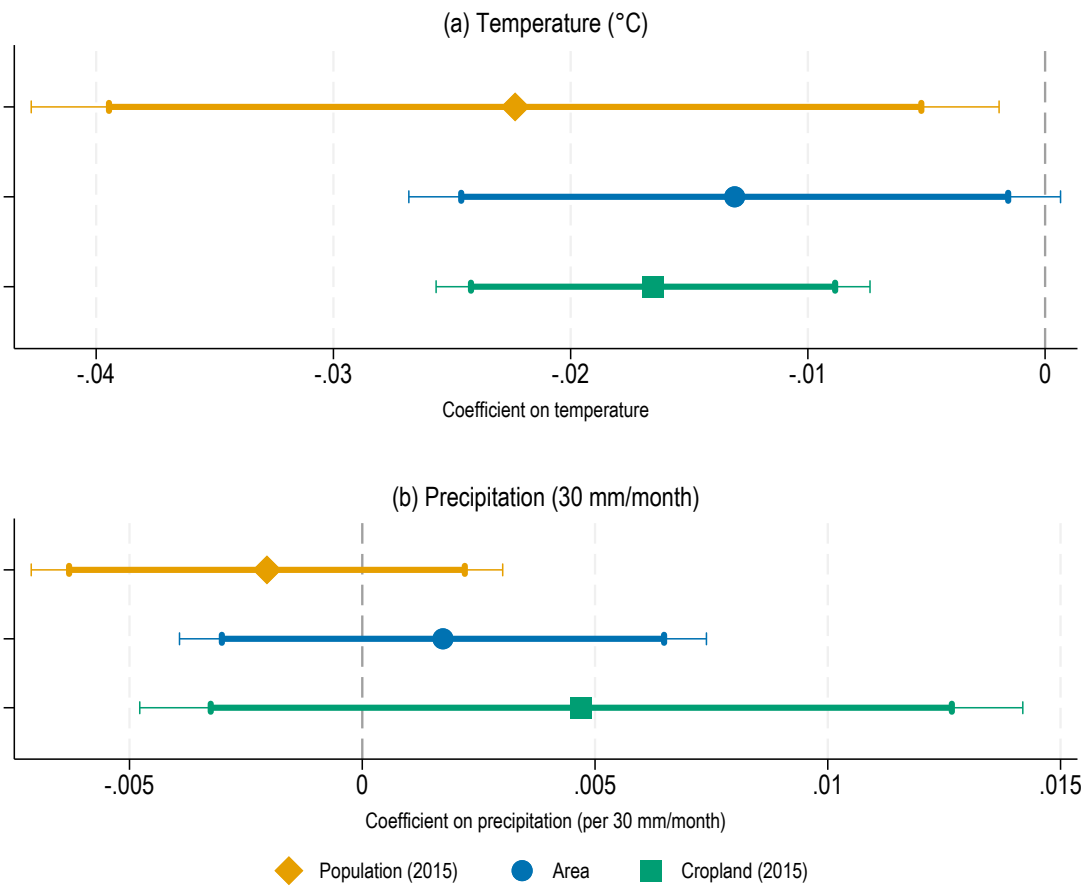 (a) Temperature (°C)
-.04 -.03 -.02 -.01 0
Coefficient on temperature
(b) Precipitation (30 mm/month)
-.005 0 .005 .01 .015
Coefficient on precipitation (per 30 mm/month)
Population (2015) Area Cropland (2015)